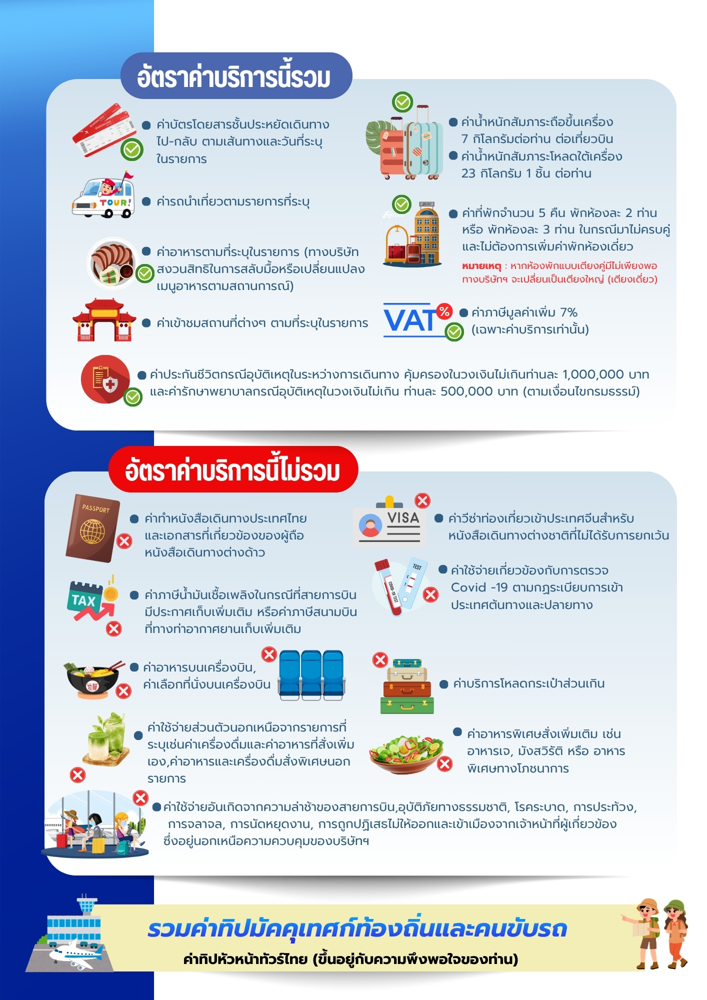 อัตราค่าบริการนี้รวม
ค่าบัตรโดยสารชั้นประหยัดเดินทาง
ไป-กลับ ตามเส้นทางและวันที่ระบุ
ในรายการ
TOUR!
ค่ารถนำเที่ยวตามรายการที่ระบุ
ค่าอาหารตามที่ระบุในรายการ (ทางบริษัท
สงวนสิทธิในการสลับมื้อหรือเปลี่ยนแปลง
เมนูอาหารตามสถานการณ์)
ค่าเข้าชมสถานที่ต่างๆ ตามที่ระบุในรายการ
ค่าน้ำหนักสัมภาระถือขึ้นเครื่อง
7 กิโลกรัมต่อท่าน ต่อเที่ยวบิน
ค่าน้ำหนักสัมภาระโหลดใต้เครื่อง
23 กิโลกรัม 1 ชิ้น ต่อท่าน
Hotel
Hotel
ค่าที่พักจำนวน 5 คืน พักห้องละ 2 ท่าน
หรือ พักห้องละ 3 ท่าน ในกรณีมาไม่ครบคู่
และไม่ต้องการเพิ่มค่าพักห้องเดี่ยว
หมายเหตุ : หากห้องพักแบบเตียงคู่มีไม่เพียงพอ
ทางบริษัทฯ จะเปลี่ยนเป็นเตียงใหญ่ (เตียงเดี่ยว)
VAT %
ค่าภาษีมูลค่าเพิ่ม 7%
(เฉพาะค่าบริการเท่านั้น)
ค่าประกันชีวิตกรณีอุบัติเหตุในระหว่างการเดินทาง คุ้มครองในวงเงินไม่เกินท่านละ 1,000,000 บาท
และค่ารักษาพยาบาลกรณีอุบัติเหตุในวงเงินไม่เกิน ท่านละ 500,000 บาท (ตามเงื่อนไขกรมธรรม์)
อัตราค่าบริการนี้ไม่รวม
PASSPORT
ค่าทำหนังสือเดินทางประเทศไทย
และเอกสารที่เกี่ยวข้องของผู้ถือ
หนังสือเดินทางต่างด้าว
VISA
ค่าวีซ่าท่องเที่ยวเข้าประเทศจีนสำหรับ
หนังสือเดินทางต่างชาติที่ไม่ได้รับการยกเว้น
TAX
ค่าภาษีน้ำมันเชื้อเพลิงในกรณีที่สายการบิน
มีประกาศเก็บเพิ่มเติม หรือค่าภาษีสนามบิน
ที่ทางท่าอากาศยานเก็บเพิ่มเติม
TEST
C
T
COVID-19 TEST
ค่าใช้จ่ายเกี่ยวข้องกับการตรวจ
Covid -19 ตามกฏระเบียบการเข้า
ประเทศต้นทางและปลายทาง
拉麺
ค่าอาหารบนเครื่องบิน,
ค่าเลือกที่นั่งบนเครื่องบิน
ค่าบริการโหลดกระเป๋าส่วนเกิน
ค่าใช้จ่ายส่วนตัวนอกเหนือจากรายการที่
ระบุเช่นค่าเครื่องดื่มและค่าอาหารที่สั่งเพิ่ม
เอง,ค่าอาหารและเครื่องดื่มสั่งพิเศษนอก
รายการ
ค่าอาหารพิเศษสั่งเพิ่มเติม เช่น
อาหารเจ, มังสวิรัติ หรือ อาหาร
พิเศษทางโภชนาการ
ค่าใช้จ่ายอันเกิดจากความล่าช้าของสายการบิน,อุบัติภัยทางธรรมชาติ, โรคระบาด, การประท้วง,
การจลาจล, การนัดหยุดงาน, การถูกปฏิเสธไม่ให้ออกและเข้าเมืองจากเจ้าหน้าที่ผู้เกี่ยวข้อง
ซึ่งอยู่นอกเหนือความควบคุมของบริษัทฯ
รวมค่าทิปมัคคุเทศก์ท้องถิ่นและคนขับรถ
ค่าทิปหัวหน้าทัวร์ไทย (ขึ้นอยู่กับความพึงพอใจของท่าน)